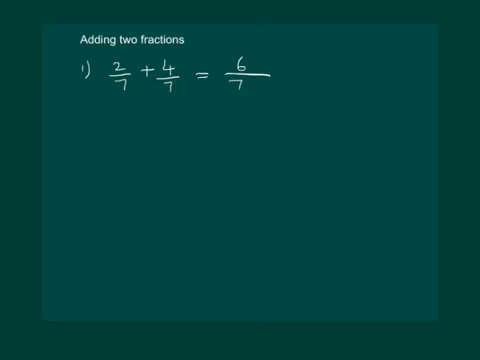 Adding two fractions
1) 2/7 + 4/7 = 6/7